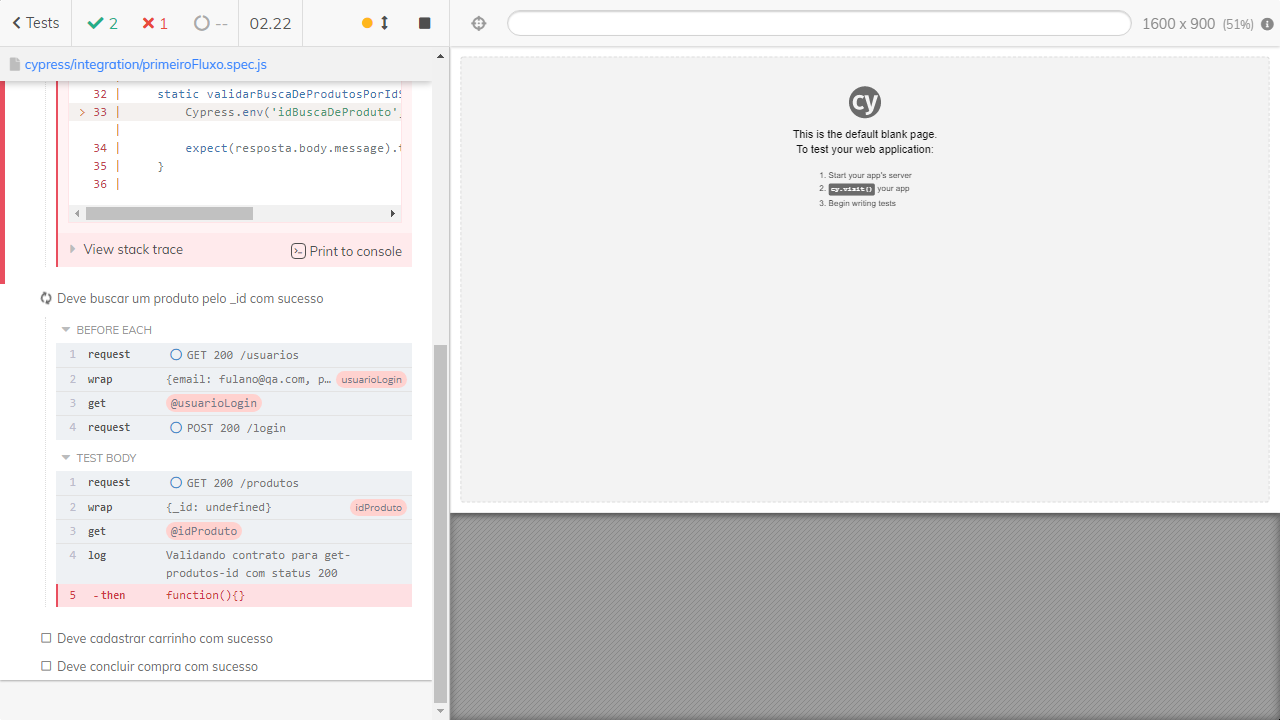 Tests
2
1
--
02.22
1600 x 900 (51%)
cypress/integration/primeiroFluxo.spec.js
32 | static validarBuscaDeProdutosPorIdS
> 33 | Cypress.env('idBuscaDeProduto'
|
34 | expect(resposta.body.message).t
35 | }
36 |
View stack trace
Print to console
Deve buscar um produto pelo _id com sucesso
BEFORE EACH
1 request GET 200 /usuarios
2 wrap {email: fulano@qa.com, p… usuarioLogin
3 get @usuarioLogin
4 request POST 200 /login
TEST BODY
1 request GET 200 /produtos
2 wrap {_id: undefined} idProduto
3 get @idProduto
4 log Validando contrato para get-
produtos-id com status 200
5 -then function(){}
Deve cadastrar carrinho com sucesso
Deve concluir compra com sucesso
cy
This is the default blank page.
To test your web application:
1. Start your app's server
2. cy.visit() your app
3. Begin writing tests